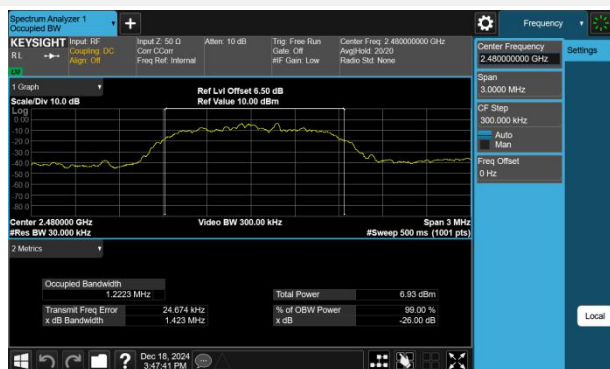 Spectrum Analyzer 1
Occupied BW
Frequency
KEYSIGHT
R L
Input: RF
Coupling: DC
Align: Off
Input Z: 50 Ω
Corr CCorr
Freq Ref: Internal
Atten: 10 dB
Trig: Free Run
Gate: Off
#IF Gain: Low
Center Freq: 2.480000000 GHz
Avg|Hold: 20/20
Radio Std: None
1 Graph
Scale/Div 10.0 dB
Ref Lvl Offset 6.50 dB
Ref Value 10.00 dBm
Log
0.00
-10.0
-20.0
-30.0
-40.0
-50.0
-60.0
-70.0
-80.0
Center 2.480000 GHz
#Res BW 30.000 kHz
Video BW 300.00 kHz
Span 3 MHz
#Sweep 500 ms (1001 pts)
2 Metrics
Occupied Bandwidth
1.2223 MHz
Total Power 6.93 dBm
Transmit Freq Error 24.674 kHz
% of OBW Power 99.00 %
x dB Bandwidth 1.423 MHz
x dB -26.00 dB
Dec 18, 2024
3:47:41 PM
Center Frequency
2.480000000 GHz
Settings
Span
3.0000 MHz
CF Step
300.000 kHz
Auto
Man
Freq Offset
0 Hz
Local